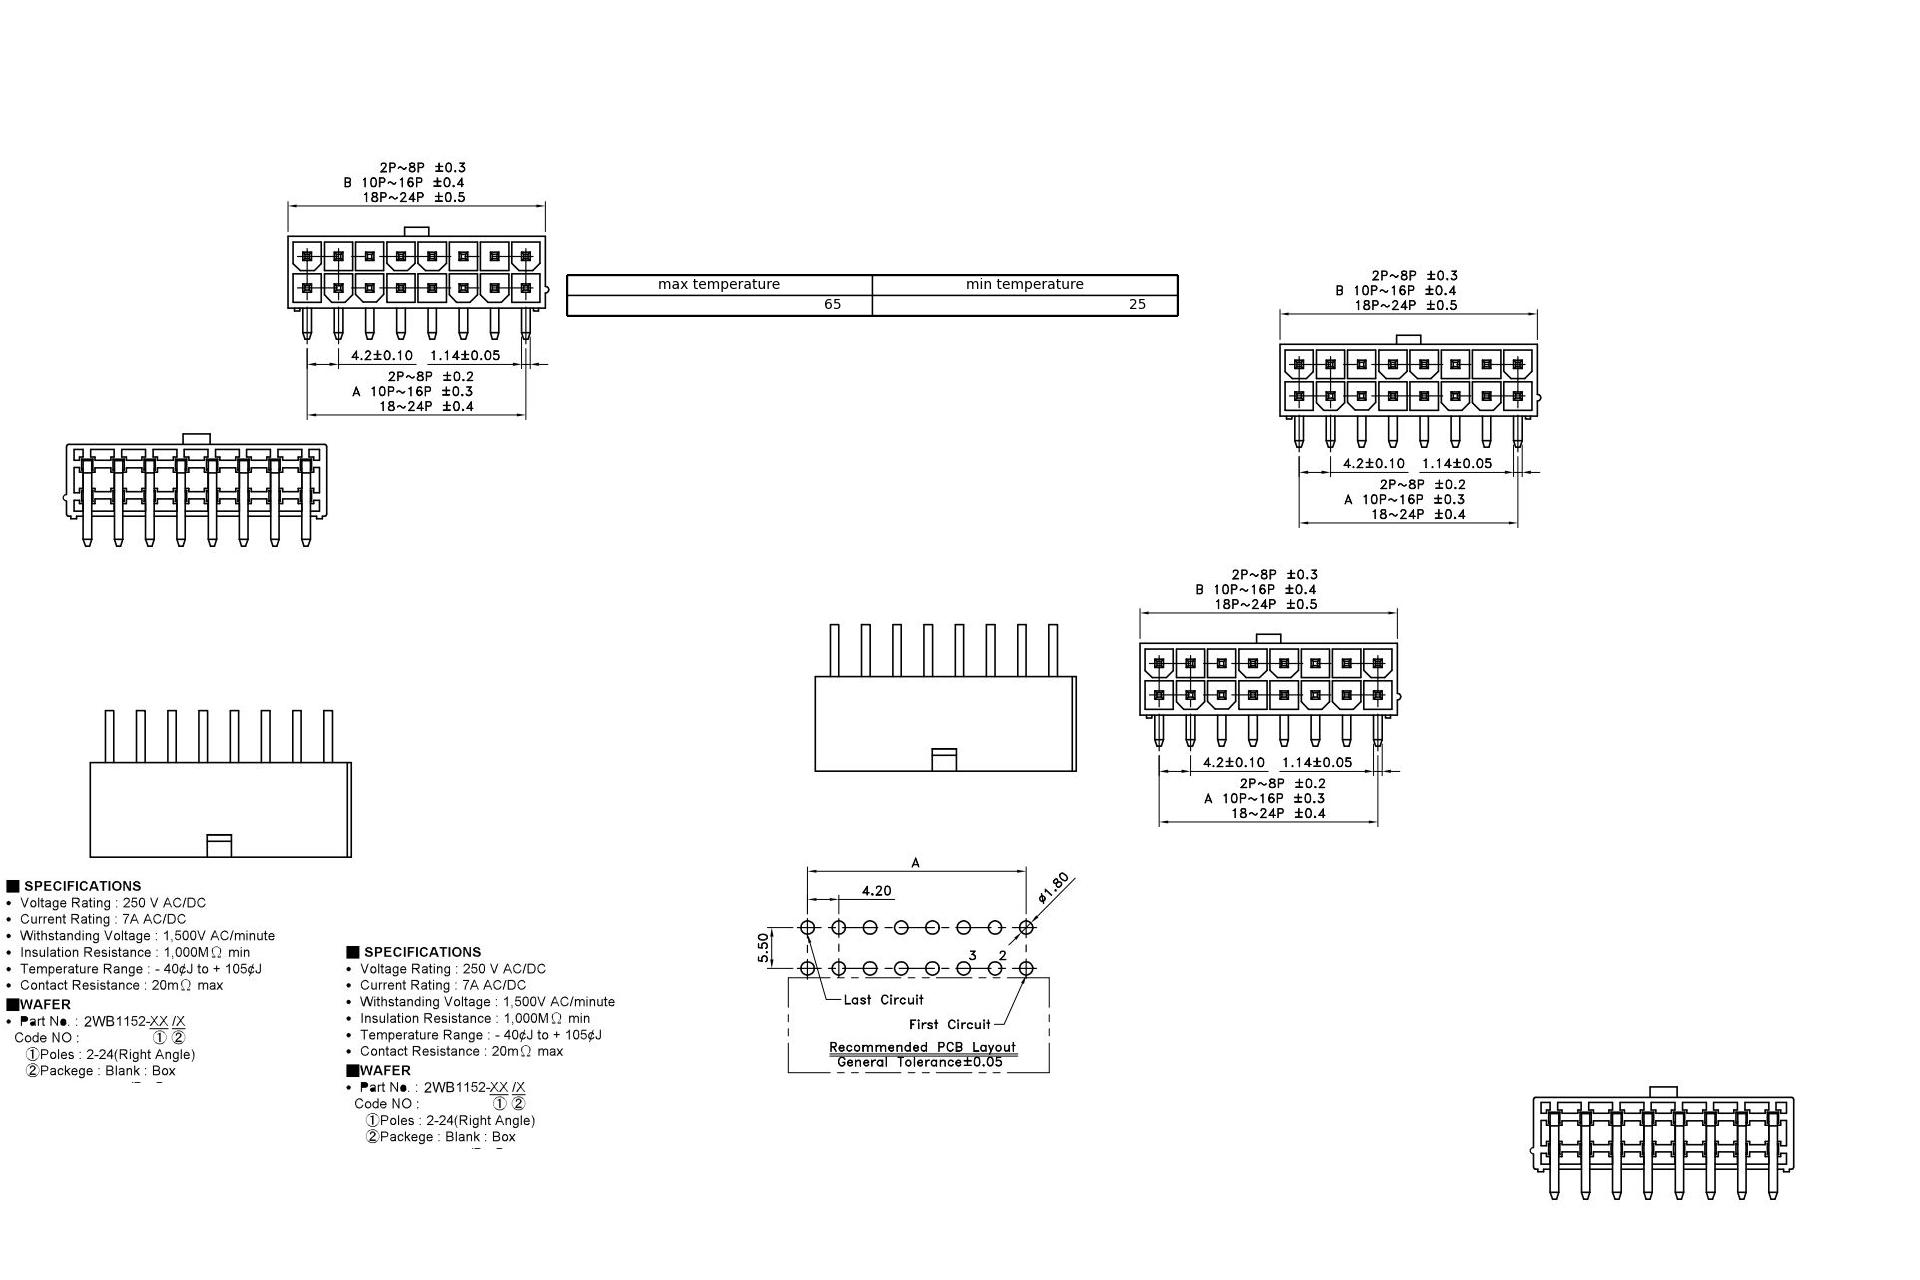 2P~8P ±0.3
B 10P~16P ±0.4
18P~24P ±0.5
4.2±0.10 1.14±0.05
2P~8P ±0.2
A 10P~16P ±0.3
18~24P ±0.4
max temperature min temperature
65 25
2P~8P ±0.3
B 10P~16P ±0.4
18P~24P ±0.5
4.2±0.10 1.14±0.05
2P~8P ±0.2
A 10P~16P ±0.3
18~24P ±0.4
2P~8P ±0.3
B 10P~16P ±0.4
18P~24P ±0.5
4.2±0.10 1.14±0.05
2P~8P ±0.2
A 10P~16P ±0.3
18~24P ±0.4
■ SPECIFICATIONS
• Voltage Rating : 250 V AC/DC
• Current Rating : 7A AC/DC
• Withstanding Voltage : 1,500V AC/minute
• Insulation Resistance : 1,000MΩ min
• Temperature Range : - 40¢J to + 105¢J
• Contact Resistance : 20mΩ max
■WAFER
• Part No. : 2WB1152-XX /X
Code NO : ① ②
①Poles : 2-24(Right Angle)
②Packege : Blank : Box
■ SPECIFICATIONS
• Voltage Rating : 250 V AC/DC
• Current Rating : 7A AC/DC
• Withstanding Voltage : 1,500V AC/minute
• Insulation Resistance : 1,000MΩ min
• Temperature Range : - 40¢J to + 105¢J
• Contact Resistance : 20mΩ max
■WAFER
• Part No. : 2WB1152-XX /X
Code NO : ① ②
①Poles : 2-24(Right Angle)
②Packege : Blank : Box
A
4.20
ø1.80
5.50
3 2
Last Circuit
First Circuit
Recommended PCB Layout
General Tolerance±0.05